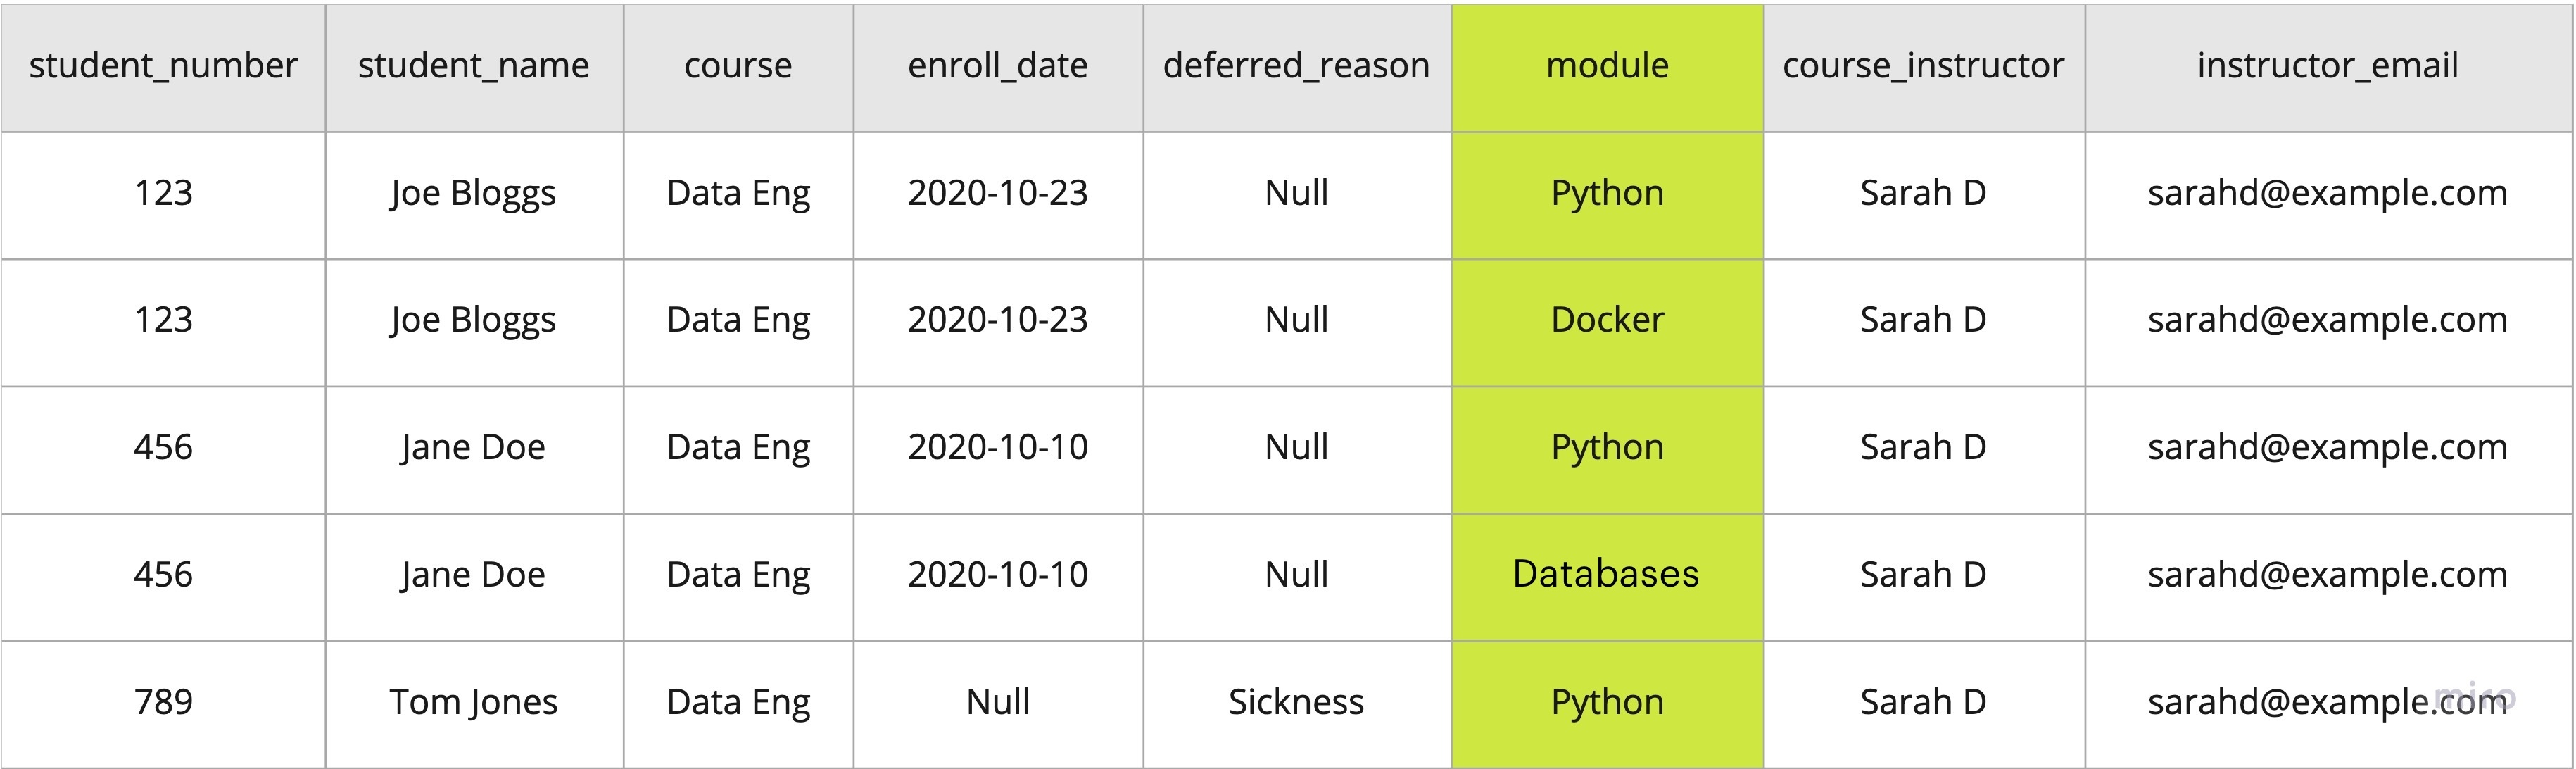 student_number student_name course enroll_date deferred_reason module course_instructor instructor_email
123 Joe Bloggs Data Eng 2020-10-23 Null Python Sarah D sarahd@example.com
123 Joe Bloggs Data Eng 2020-10-23 Null Docker Sarah D sarahd@example.com
456 Jane Doe Data Eng 2020-10-10 Null Python Sarah D sarahd@example.com
456 Jane Doe Data Eng 2020-10-10 Null Databases Sarah D sarahd@example.com
789 Tom Jones Data Eng Null Sickness Python Sarah D sarahd@example.com
miro